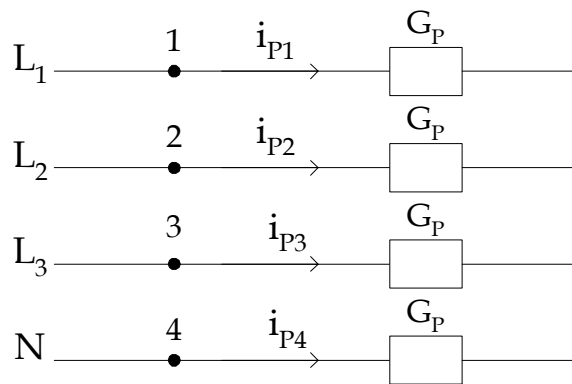 1 i_P1 G_P
L_1
2 i_P2 G_P
L_2
3 i_P3 G_P
L_3
4 i_P4 G_P
N